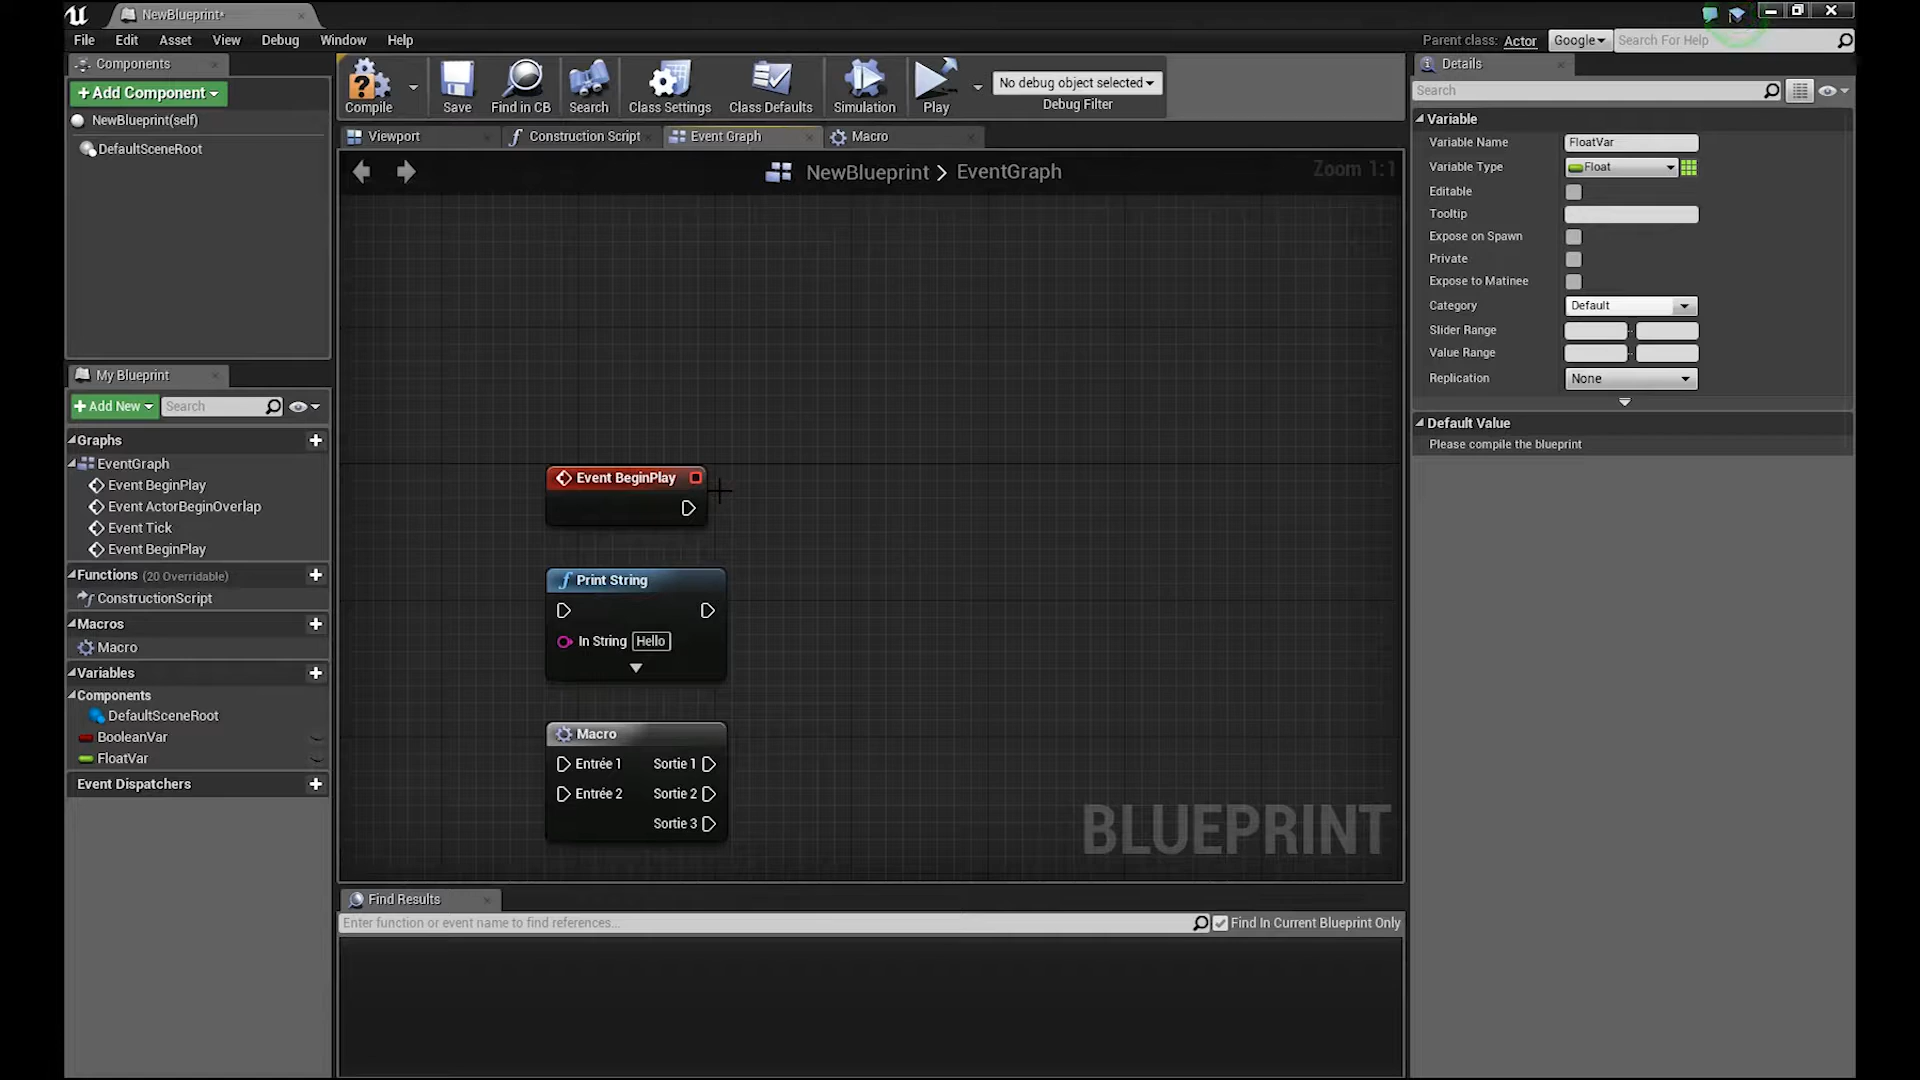 NewBlueprint*
File Edit Asset View Debug Window Help
Parent class: Actor Google Search For Help
Components
+ Add Component
NewBlueprint(self)
DefaultSceneRoot
Compile Save Find in CB Search Class Settings Class Defaults Simulation Play
No debug object selected
Debug Filter
Viewport Construction Script Event Graph Macro
NewBlueprint > EventGraph
Zoom 1:1
Event BeginPlay
Print String
In String Hello
Macro
Entrée 1 Sortie 1
Entrée 2 Sortie 2
Sortie 3
BLUEPRINT
My Blueprint
+ Add New Search
Graphs
EventGraph
Event BeginPlay
Event ActorBeginOverlap
Event Tick
Event BeginPlay
Functions (20 Overridable)
ConstructionScript
Macros
Macro
Variables
Components
DefaultSceneRoot
BooleanVar
FloatVar
Event Dispatchers
Find Results
Enter function or event name to find references...
Find In Current Blueprint Only
Details
Search
Variable
Variable Name FloatVar
Variable Type Float
Editable
Tooltip
Expose on Spawn
Private
Expose to Matinee
Category Default
Slider Range
Value Range
Replication None
Default Value
Please compile the blueprint